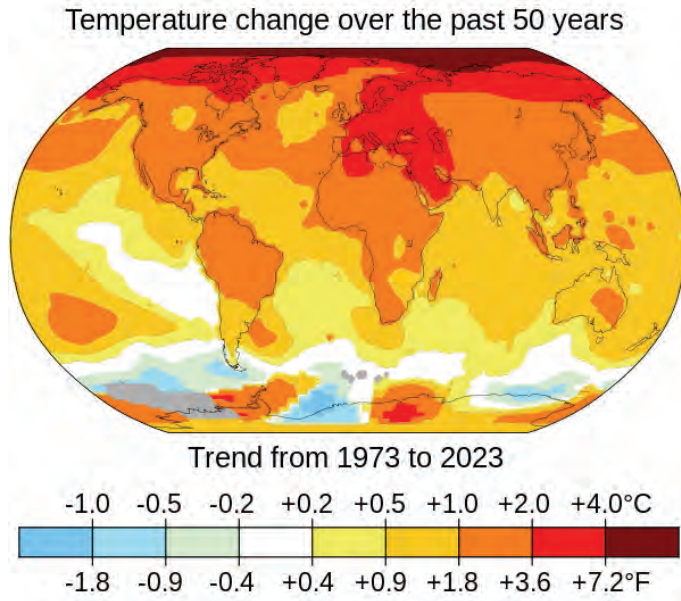 Temperature change over the past 50 years
Trend from 1973 to 2023
-1.0 -0.5 -0.2 +0.2 +0.5 +1.0 +2.0 +4.0°C
-1.8 -0.9 -0.4 +0.4 +0.9 +1.8 +3.6 +7.2°F